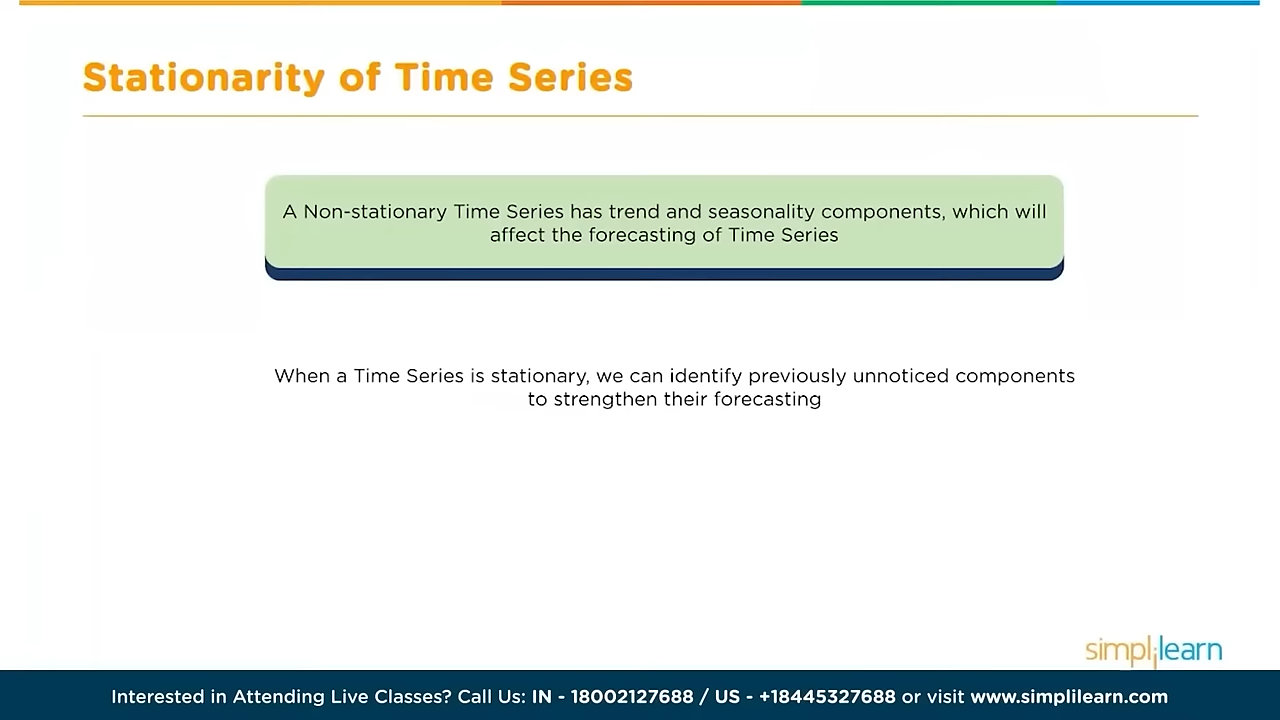 Stationarity of Time Series
A Non-stationary Time Series has trend and seasonality components, which will
affect the forecasting of Time Series
When a Time Series is stationary, we can identify previously unnoticed components
to strengthen their forecasting
simplilearn
Interested in Attending Live Classes? Call Us: IN - 18002127688 / US - +18445327688 or visit www.simplilearn.com